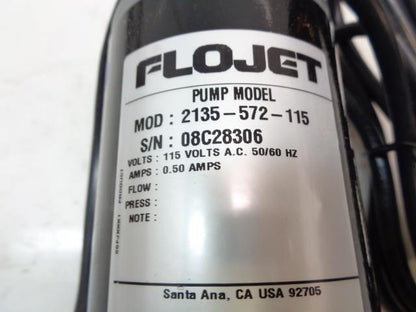 FLOJET
PUMP MODEL
MOD : 2135-572-115
S/N : 08C28306
VOLTS : 115 VOLTS A.C. 50/60 HZ
AMPS : 0.50 AMPS
FLOW :
PRESS :
NOTE :
Santa Ana, CA USA 92705